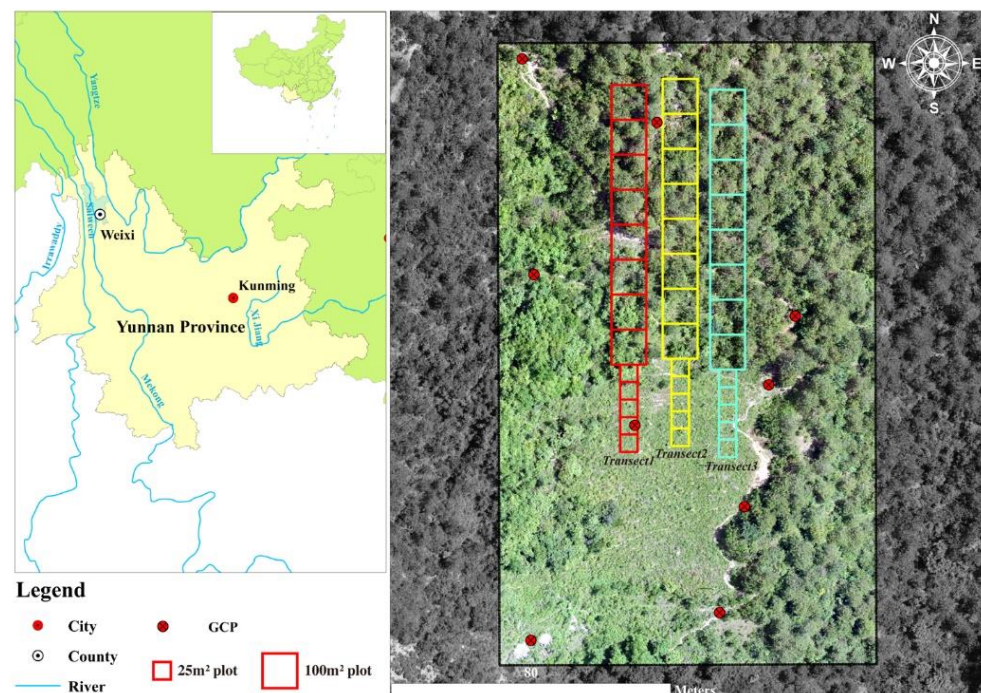 Yangtze
Salween
Irrawaddy
Weixi
Kunming
Yunnan Province
Xi Jiang
Mekong
Legend
City
GCP
County
25m² plot
100m² plot
River
N
W
E
S
Transect1
Transect2
Transect3
80
Meters